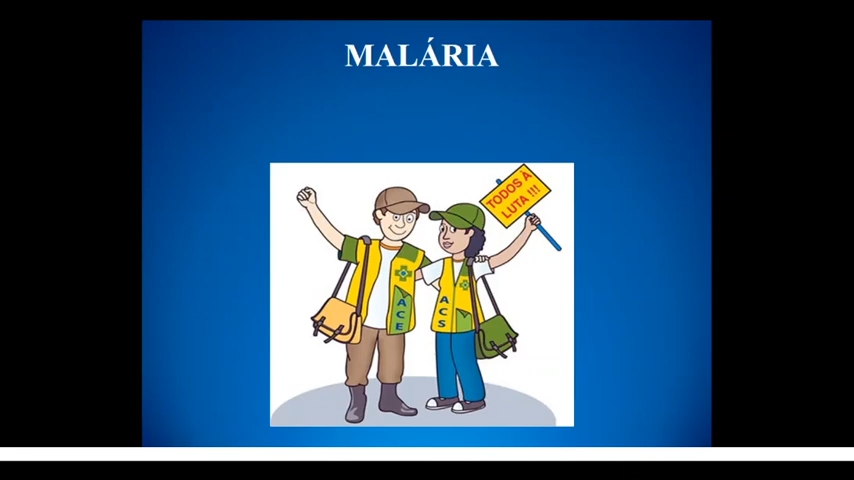 MALÁRIA
TODOS À
LUTA !!!
ACE
ACS